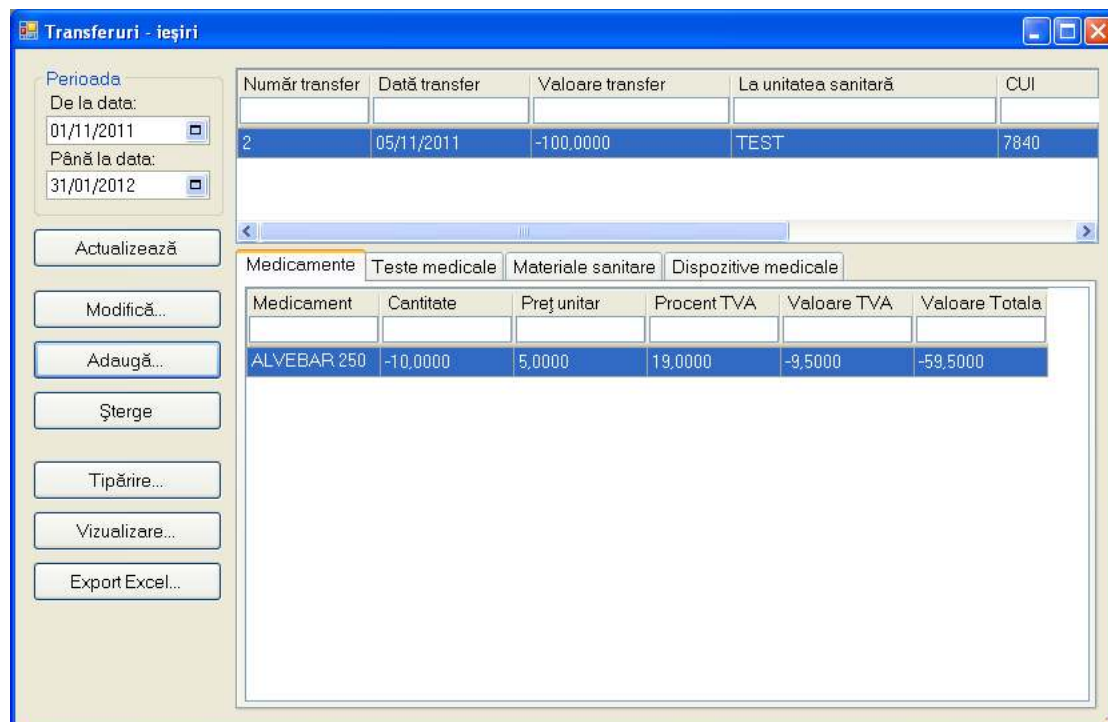 Transferuri - ieşiri
Perioada
De la data:
01/11/2011
Până la data:
31/01/2012
Actualizează
Modifică...
Adaugă...
Şterge
Tipărire...
Vizualizare...
Export Excel...
Număr transfer Dată transfer Valoare transfer La unitatea sanitară CUI
2 05/11/2011 -100,0000 TEST 7840
Medicamente Teste medicale Materiale sanitare Dispozitive medicale
Medicament Cantitate Preţ unitar Procent TVA Valoare TVA Valoare Totala
ALVEBAR 250 -10,0000 5,0000 19,0000 -9,5000 -59,5000